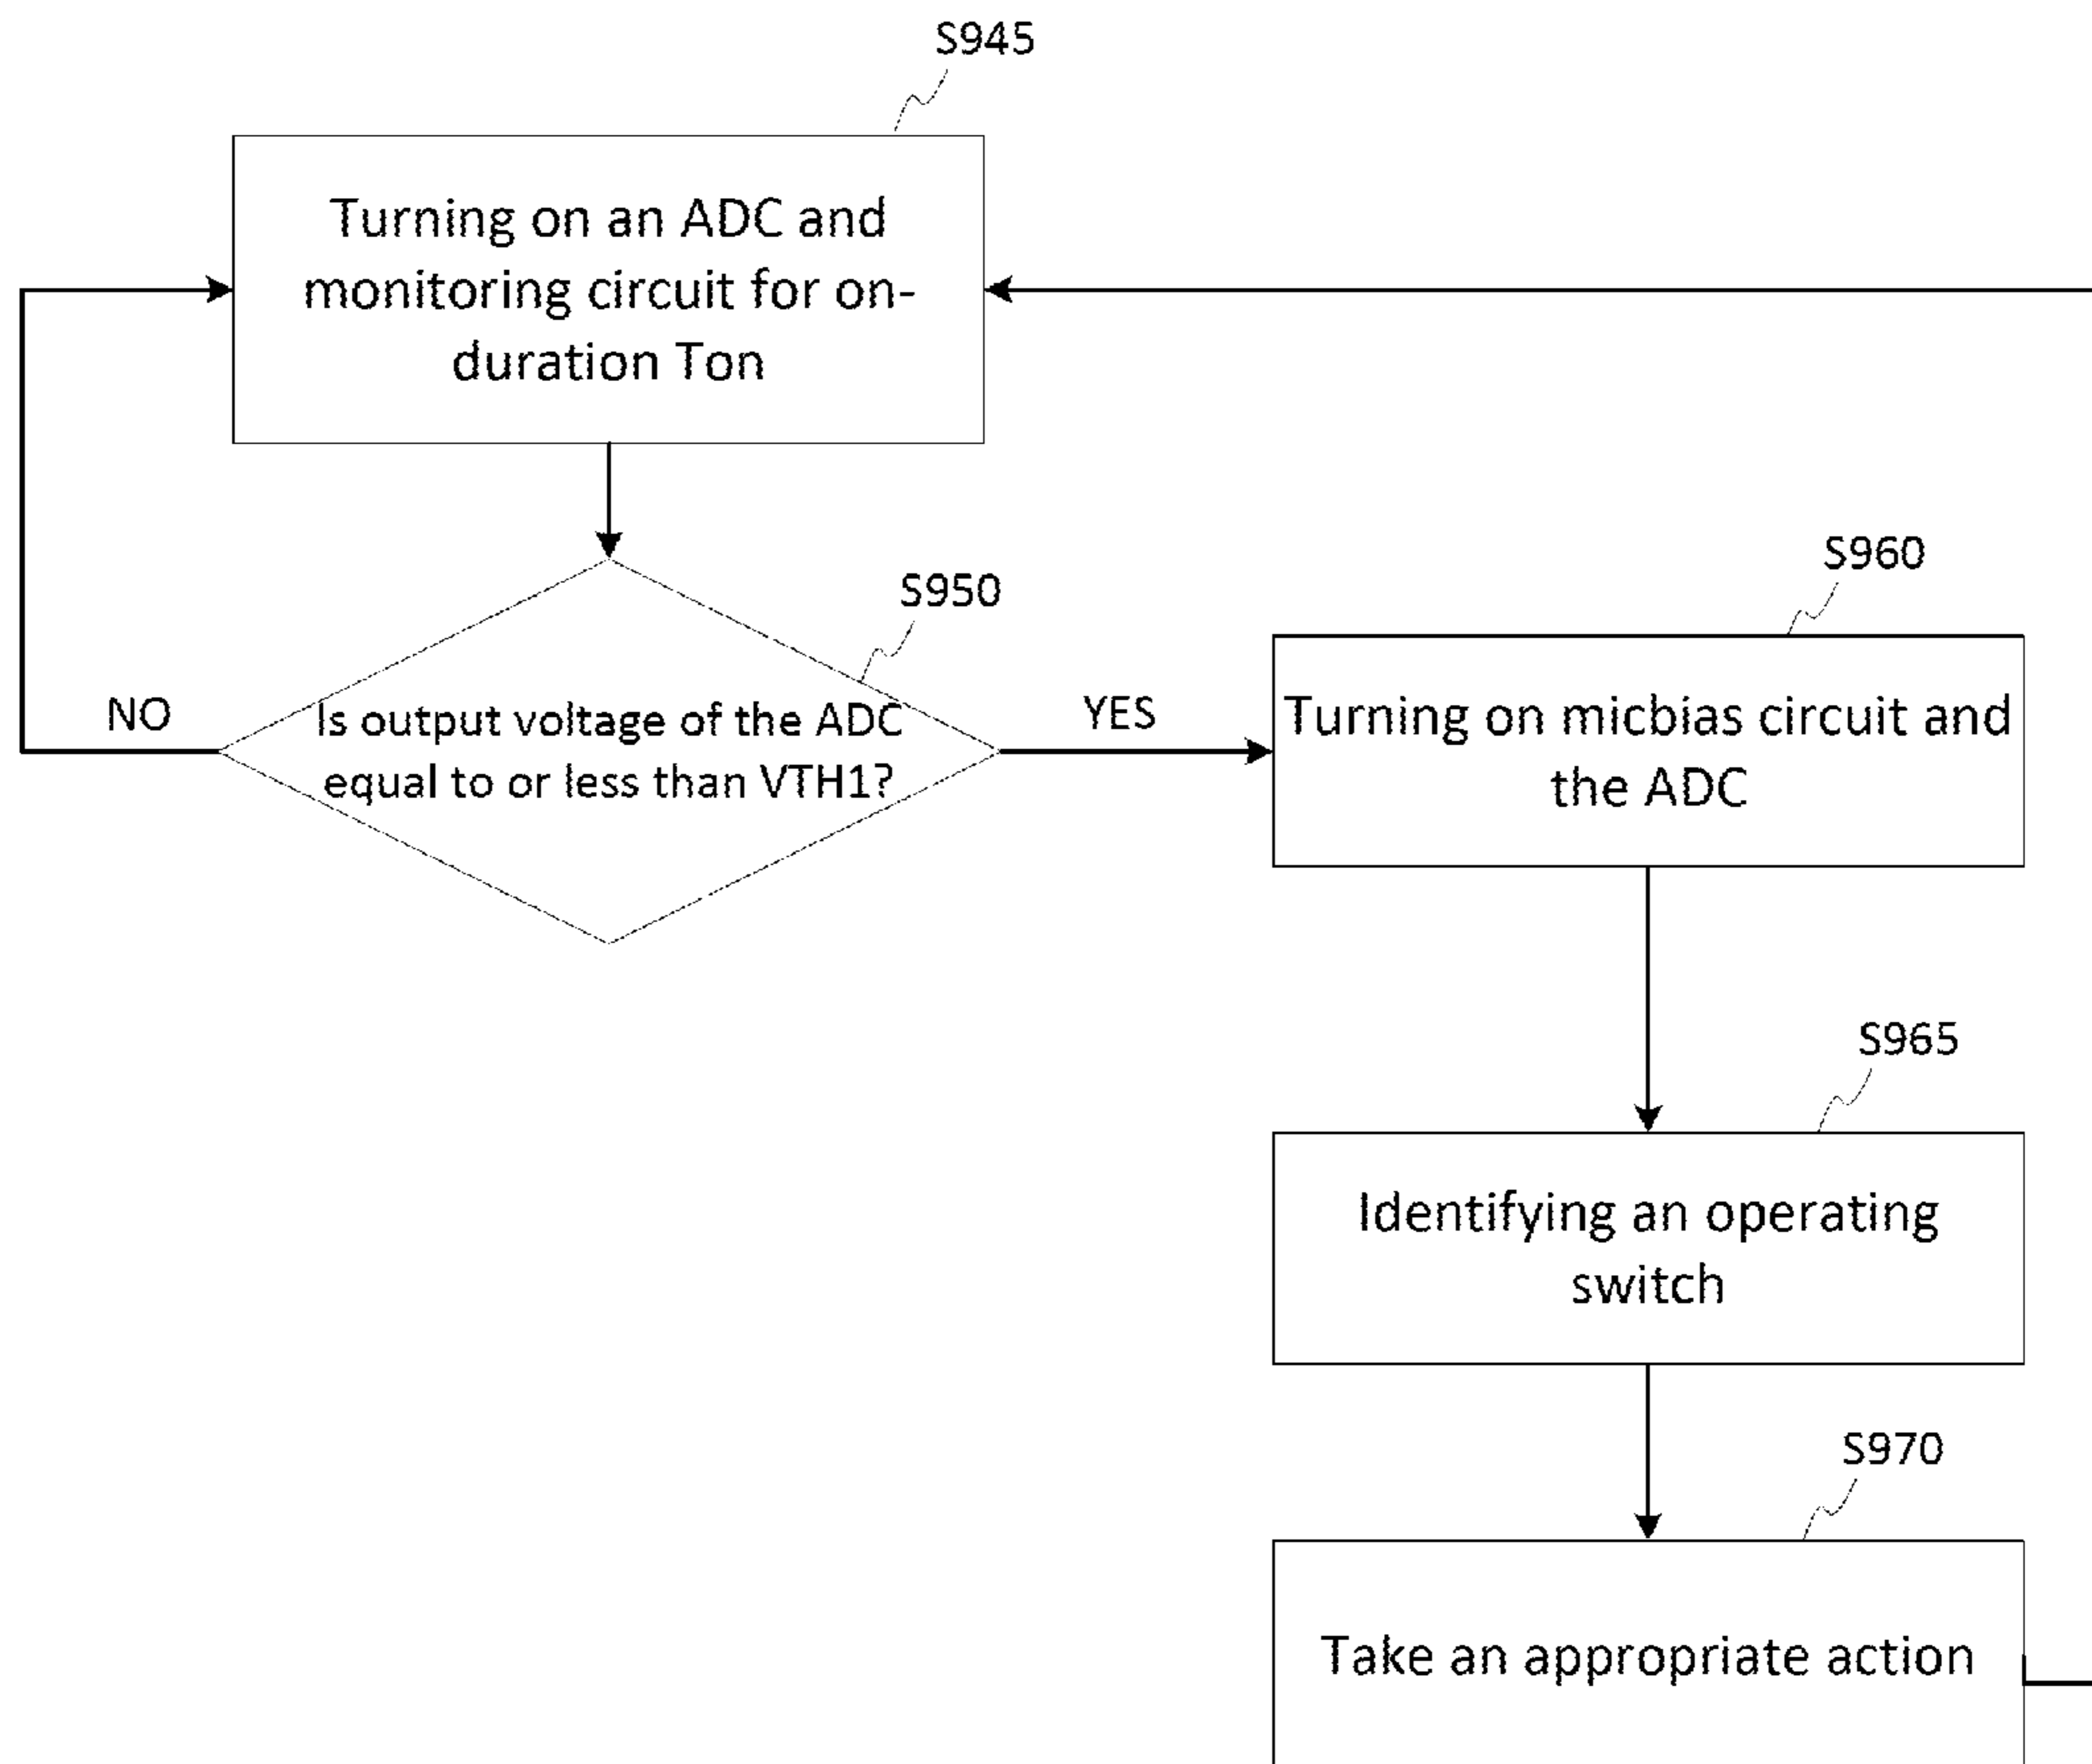 S945
Turning on an ADC and
monitoring circuit for on-
duration Ton
S950
NO
Is output voltage of the ADC
equal to or less than VTH1?
YES
S960
Turning on micbias circuit and
the ADC
S965
Identifying an operating
switch
S970
Take an appropriate action